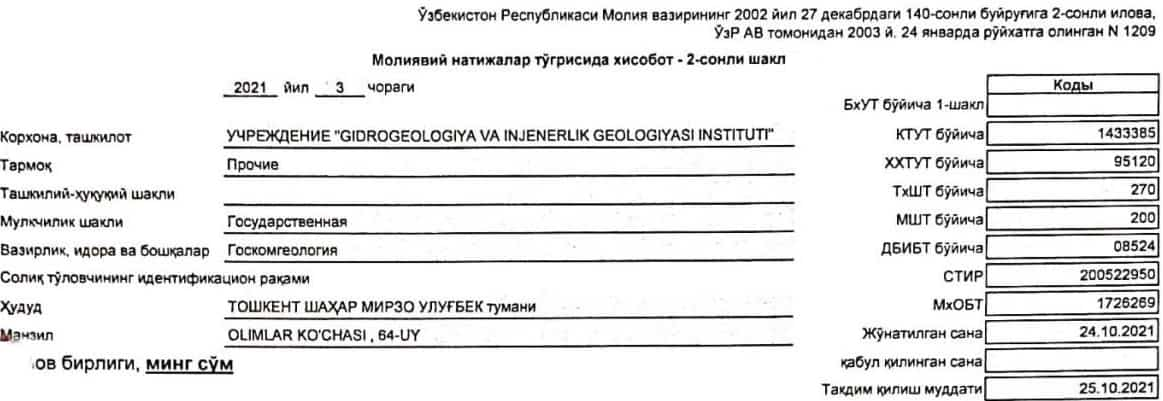 Ўзбекистон Республикаси Молия вазирининг 2002 йил 27 декабрдаги 140-сонли буйруғига 2-сонли илова,
ЎзР АВ томонидан 2003 й. 24 январда рўйхатга олинган N 1209
Молиявий натижалар тўғрисида хисобот - 2-сонли шакл
2021 йил 3 чораги
Коды
БхУТ бўйича 1-шакл
Корхона, ташкилот УЧРЕЖДЕНИЕ "GIDROGEOLOGIYA VA INJENERLIK GEOLOGIYASI INSTITUTI" КТУТ бўйича 1433385
Тармоқ Прочие ХХТУТ бўйича 95120
Ташкилий-ҳуқуқий шакли ТхШТ бўйича 270
Мулкчилик шакли Государственная МШТ бўйича 200
Вазирлик, идора ва бошқалар Госкомгеология ДБИБТ бўйича 08524
Солиқ тўловчининг идентификацион рақами СТИР 200522950
Ҳудуд ТОШКЕНТ ШАҲАР МИРЗО УЛУҒБЕК тумани МхОБТ 1726269
Манзил OLIMLAR KO'CHASI , 64-UY Жўнатилган сана 24.10.2021
ов бирлиги, минг сўм қабул қилинган сана
Тақдим қилиш муддати 25.10.2021